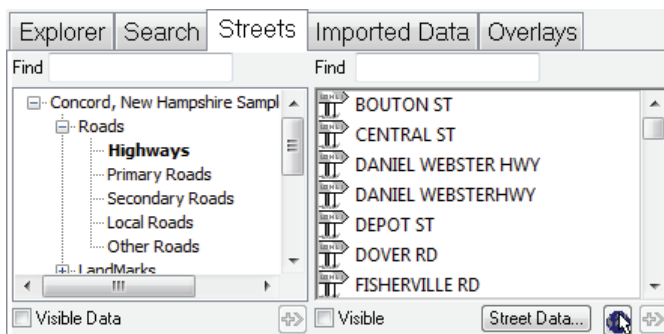 Explorer Search Streets Imported Data Overlays
Find
Concord, New Hampshire Sampl
Roads
Highways
Primary Roads
Secondary Roads
Local Roads
Other Roads
LandMarks
Visible Data
Find
BOUTON ST
CENTRAL ST
DANIEL WEBSTER HWY
DANIEL WEBSTERHWY
DEPOT ST
DOVER RD
FISHERVILLE RD
Visible
Street Data...